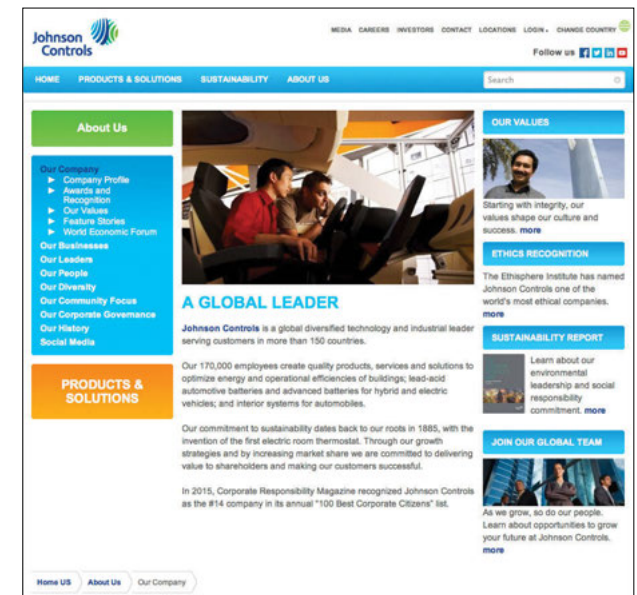 Johnson
Controls
MEDIA CAREERS INVESTORS CONTACT LOCATIONS LOGIN CHANGE COUNTRY
Follow us
HOME PRODUCTS & SOLUTIONS SUSTAINABILITY ABOUT US
Search
About Us
Our Company
Company Profile
Awards and
Recognition
Our Values
Feature Stories
World Economic Forum
Our Businesses
Our Leaders
Our People
Our Diversity
Our Community Focus
Our Corporate Governance
Our History
Social Media
PRODUCTS &
SOLUTIONS
A GLOBAL LEADER
Johnson Controls is a global diversified technology and industrial leader
serving customers in more than 150 countries.
Our 170,000 employees create quality products, services and solutions to
optimize energy and operational efficiencies of buildings; lead-acid
automotive batteries and advanced batteries for hybrid and electric
vehicles; and interior systems for automobiles.
Our commitment to sustainability dates back to our roots in 1885, with the
invention of the first electric room thermostat. Through our growth
strategies and by increasing market share we are committed to delivering
value to shareholders and making our customers successful.
In 2015, Corporate Responsibility Magazine recognized Johnson Controls
as the #14 company in its annual "100 Best Corporate Citizens" list.
OUR VALUES
Starting with integrity, our
values shape our culture and
success. more
ETHICS RECOGNITION
The Ethisphere Institute has named
Johnson Controls one of the
world's most ethical companies.
more
SUSTAINABILITY REPORT
Learn about our
environmental
leadership and social
responsibility
commitment. more
JOIN OUR GLOBAL TEAM
As we grow, so do our people.
Learn about opportunities to grow
your future at Johnson Controls.
more
Home US About Us Our Company